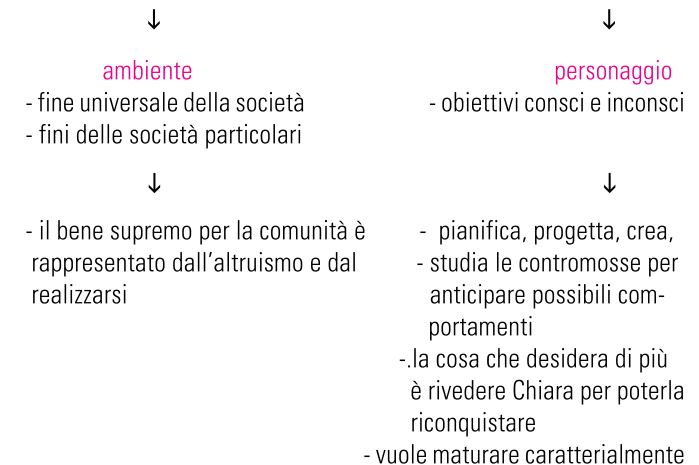 ↓
ambiente
- fine universale della società
- fini delle società particolari
↓
- il bene supremo per la comunità è
rappresentato dall'altruismo e dal
realizzarsi
↓
personaggio
- obiettivi consci e inconsci
↓
- pianifica, progetta, crea,
- studia le contromosse per
anticipare possibili com-
portamenti
-.la cosa che desidera di più
è rivedere Chiara per poterla
riconquistare
- vuole maturare caratterialmente